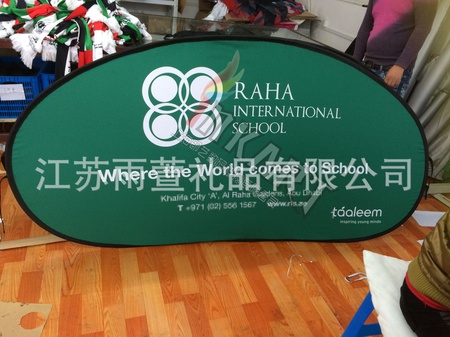 RAHA
INTERNATIONAL
SCHOOL
江苏雨萱礼品有限公司
Where the World comes to School
Khalifa City 'A', Al Raha Gardens, Abu Dhabi
T +971 (02) 556 1567 www.ris.ae
taaleem
inspiring young minds